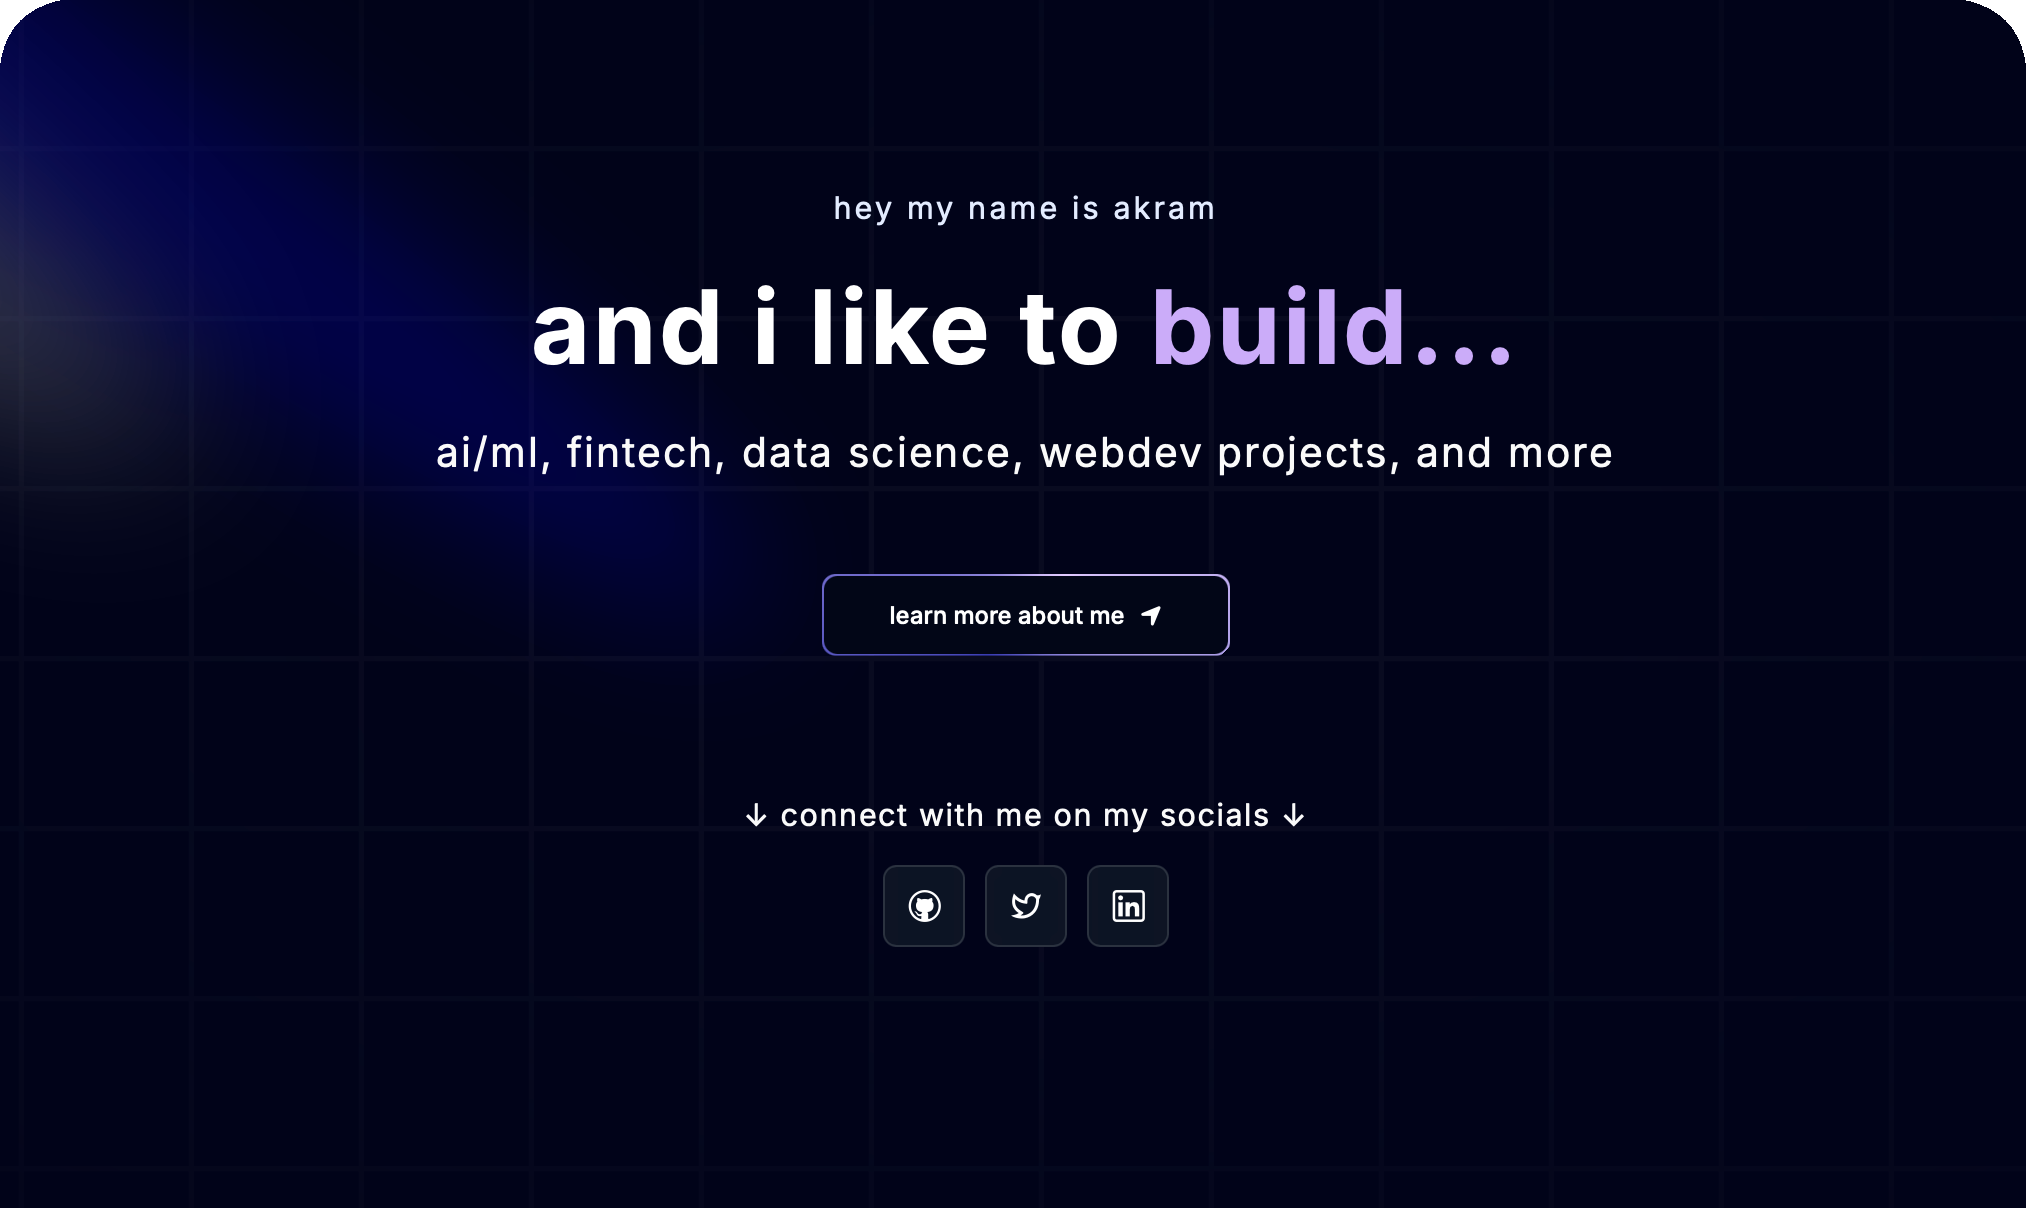 hey my name is akram
and i like to build...
ai/ml, fintech, data science, webdev projects, and more
learn more about me
↓ connect with me on my socials ↓
in